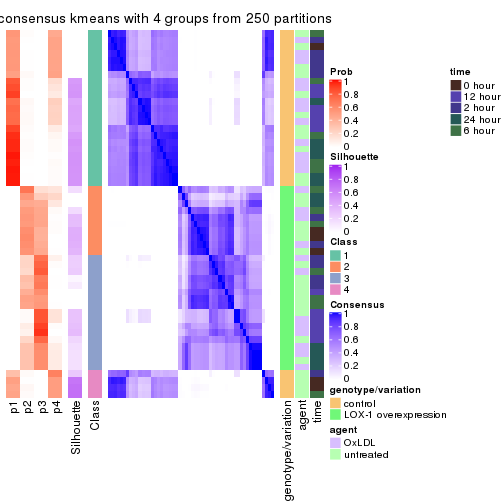 consensus kmeans with 4 groups from 250 partitions
Prob
1
0.8
0.6
0.4
0.2
0
Silhouette
1
0.8
0.6
0.4
0.2
0
Class
1
2
3
4
Consensus
1
0.8
0.6
0.4
0.2
0
genotype/variation
control
LOX-1 overexpression
agent
OxLDL
untreated
time
0 hour
12 hour
2 hour
24 hour
6 hour
p1
p2
p3
p4
Silhouette
Class
genotype/variation
agent
time